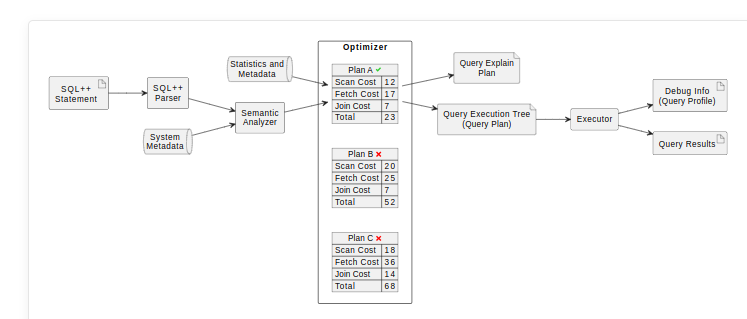 SQL++
Statement
SQL++
Parser
System
Metadata
Semantic
Analyzer
Statistics and
Metadata
Optimizer
Plan A
Scan Cost 12
Fetch Cost 17
Join Cost 7
Total 23
Plan B
Scan Cost 20
Fetch Cost 25
Join Cost 7
Total 52
Plan C
Scan Cost 18
Fetch Cost 36
Join Cost 14
Total 68
Query Explain
Plan
Query Execution Tree
(Query Plan)
Executor
Debug Info
(Query Profile)
Query Results